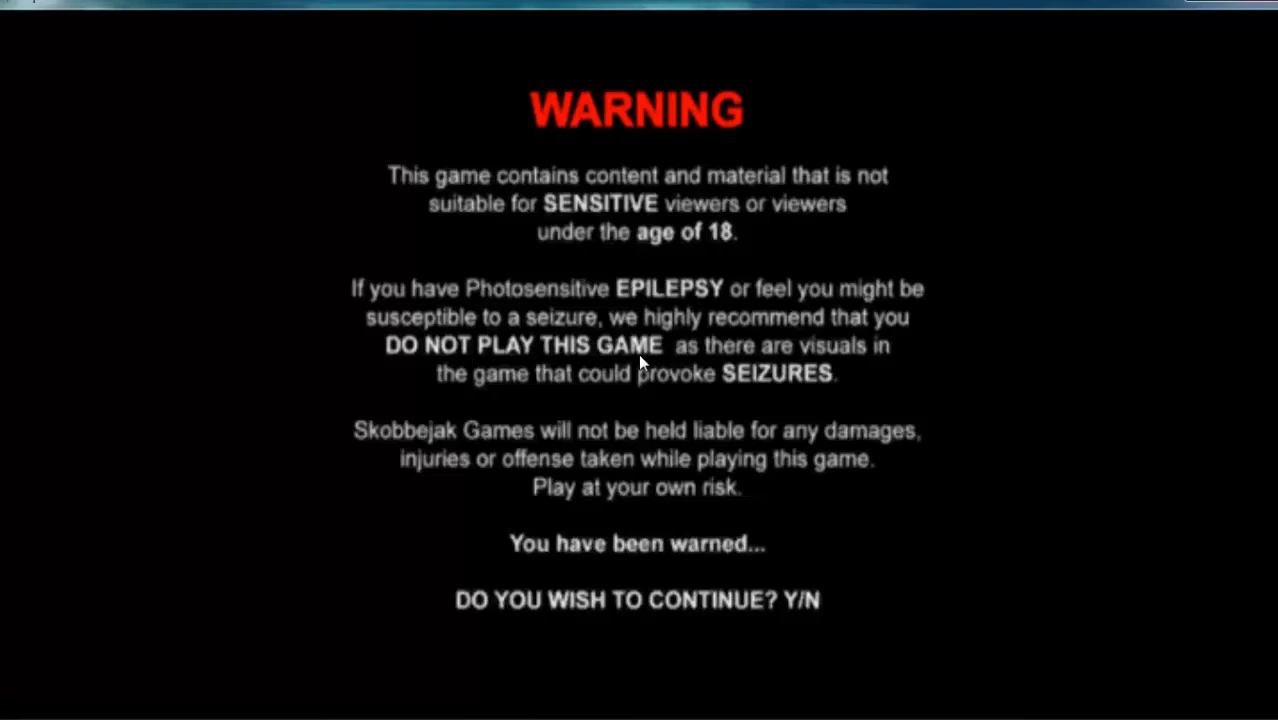 WARNING
This game contains content and material that is not
suitable for SENSITIVE viewers or viewers
under the age of 18.
If you have Photosensitive EPILEPSY or feel you might be
susceptible to a seizure, we highly recommend that you
DO NOT PLAY THIS GAME as there are visuals in
the game that could provoke SEIZURES.
Skobbejak Games will not be held liable for any damages,
injuries or offense taken while playing this game.
Play at your own risk.
You have been warned...
DO YOU WISH TO CONTINUE? Y/N